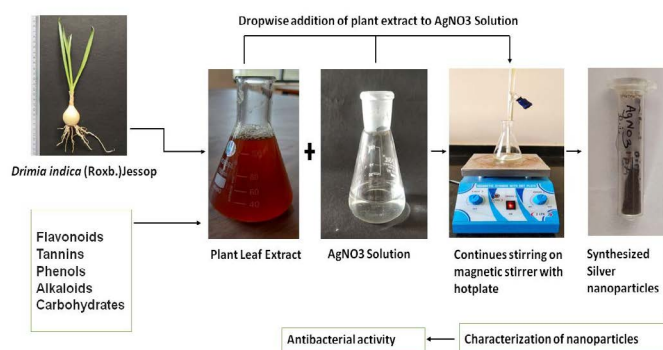 Dropwise addition of plant extract to AgNO3 Solution
Drimia indica (Roxb.)Jessop
Flavonoids
Tannins
Phenols
Alkaloids
Carbohydrates
Plant Leaf Extract
+
AgNO3 Solution
Continues stirring on
magnetic stirrer with
hotplate
Synthesized
Silver
nanoparticles
AgNO3
Antibacterial activity
Characterization of nanoparticles